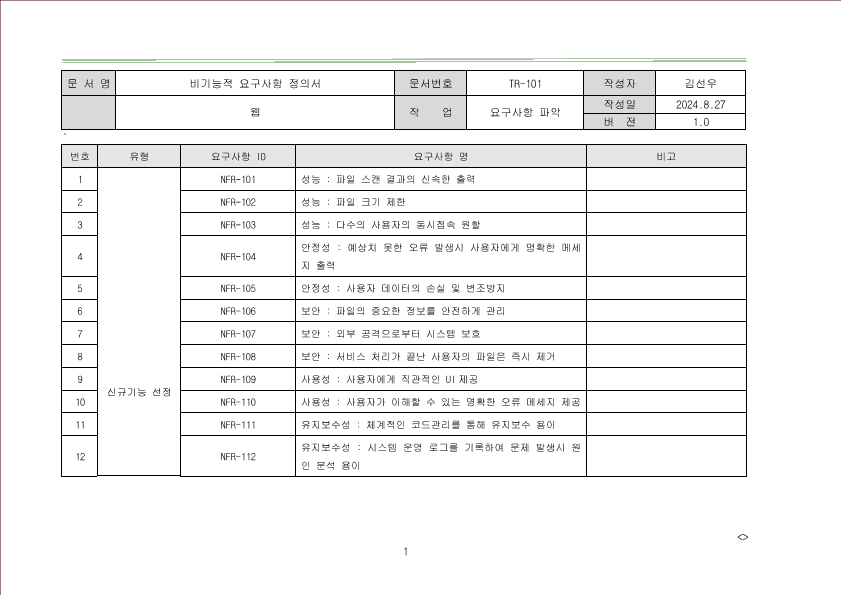 문 서 명 비기능적 요구사항 정의서 문서번호 TR-101 작성자 김선우
웹 작 업 요구사항 파악 작성일 2024.8.27
버 전 1.0
`
번호 유형 요구사항 ID 요구사항 명 비고
1 NFR-101 성능 : 파일 스캔 결과의 신속한 출력
2 NFR-102 성능 : 파일 크기 제한
3 NFR-103 성능 : 다수의 사용자의 동시접속 원할
4 NFR-104 안정성 : 예상치 못한 오류 발생시 사용자에게 명확한 메세
지 출력
5 NFR-105 안정성 : 사용자 데이터의 손실 및 변조방지
6 NFR-106 보안 : 파일의 중요한 정보를 안전하게 관리
7 NFR-107 보안 : 외부 공격으로부터 시스템 보호
8 NFR-108 보안 : 서비스 처리가 끝난 사용자의 파일은 즉시 제거
9 NFR-109 사용성 : 사용자에게 직관적인 UI 제공
신규기능 선정
10 NFR-110 사용성 : 사용자가 이해할 수 있는 명확한 오류 메세지 제공
11 NFR-111 유지보수성 : 체계적인 코드관리를 통해 유지보수 용이
12 NFR-112 유지보수성 : 시스템 운영 로그를 기록하여 문제 발생시 원
인 분석 용이
<>
1